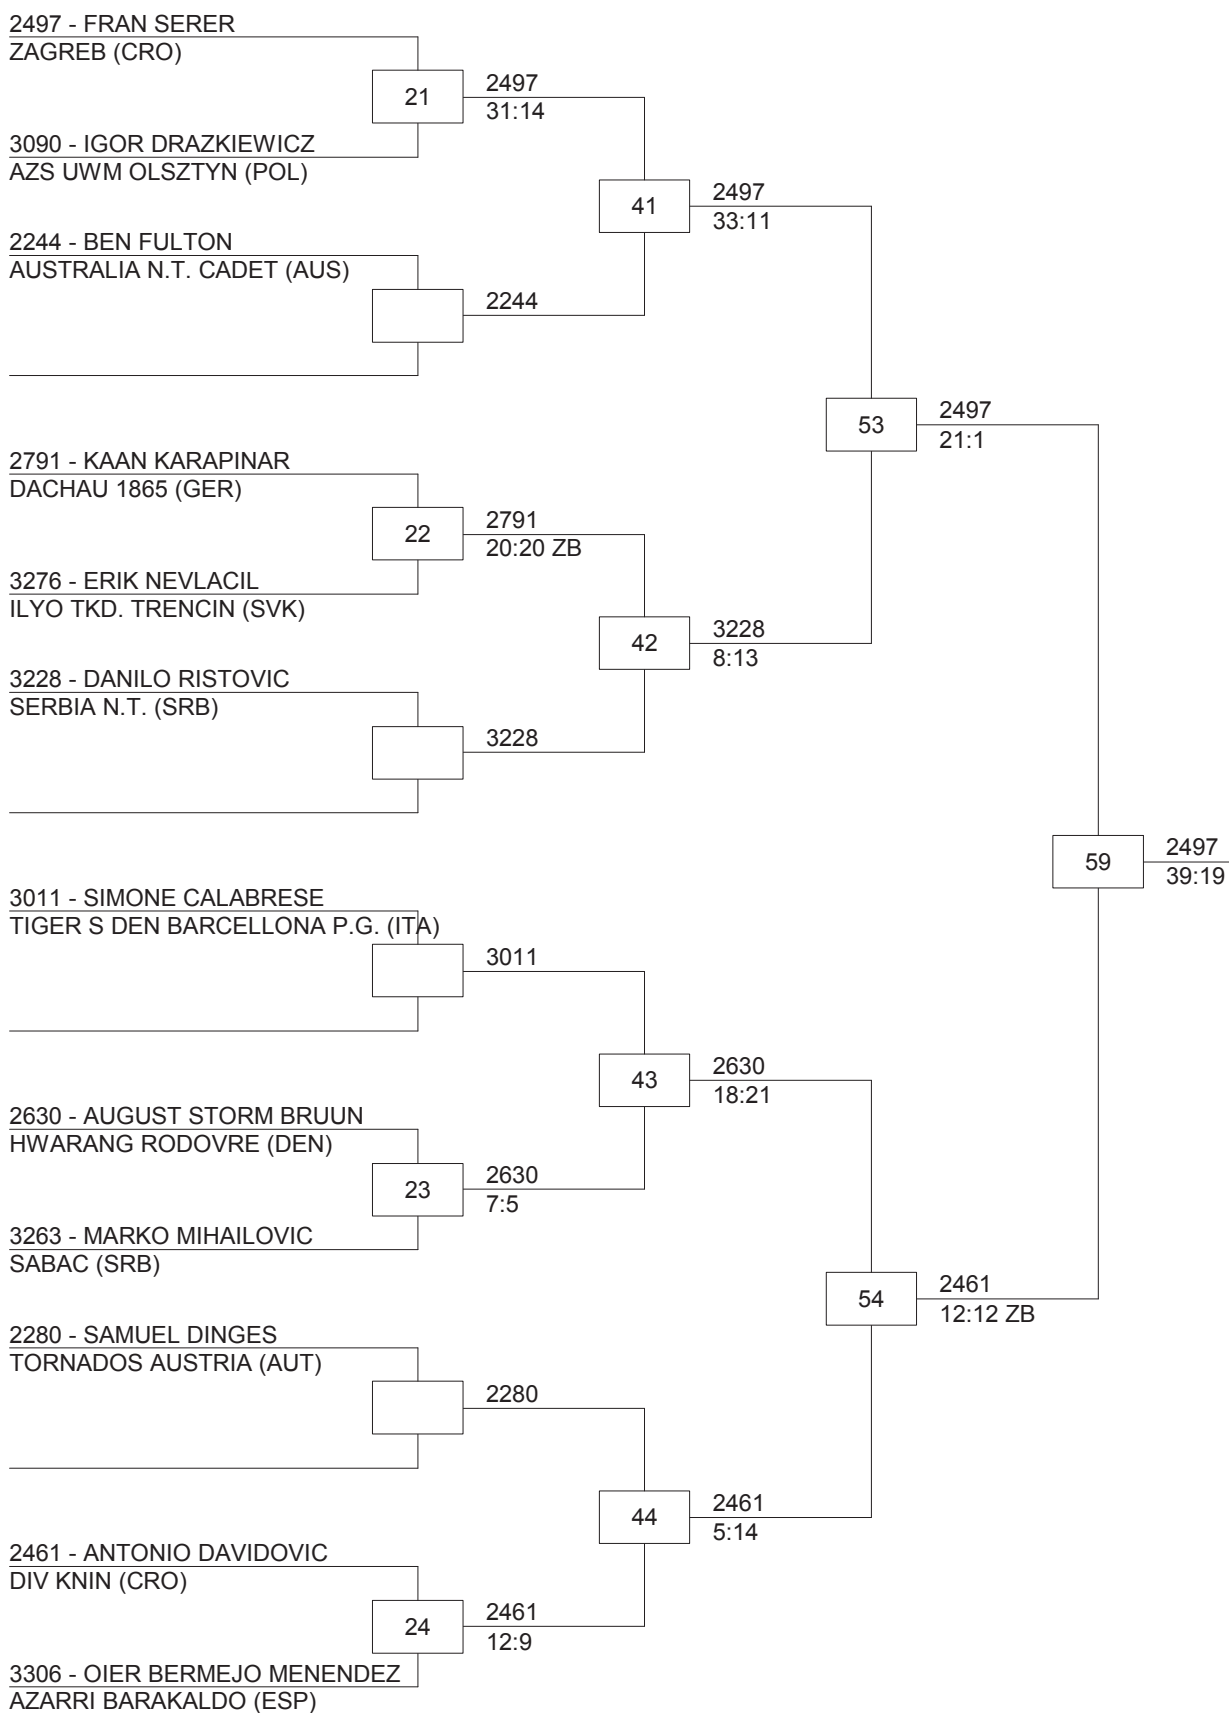 2497 - FRAN SERER
ZAGREB (CRO)
21
2497
31:14
3090 - IGOR DRAZKIEWICZ
AZS UWM OLSZTYN (POL)
41
2497
33:11
2244 - BEN FULTON
AUSTRALIA N.T. CADET (AUS)
2244
53
2497
21:1
2791 - KAAN KARAPINAR
DACHAU 1865 (GER)
22
2791
20:20 ZB
3276 - ERIK NEVLACIL
ILYO TKD. TRENCIN (SVK)
42
3228
8:13
3228 - DANILO RISTOVIC
SERBIA N.T. (SRB)
3228
59
2497
39:19
3011 - SIMONE CALABRESE
TIGER S DEN BARCELLONA P.G. (ITA)
3011
43
2630
18:21
2630 - AUGUST STORM BRUUN
HWARANG RODOVRE (DEN)
23
2630
7:5
3263 - MARKO MIHAILOVIC
SABAC (SRB)
54
2461
12:12 ZB
2280 - SAMUEL DINGES
TORNADOS AUSTRIA (AUT)
2280
44
2461
5:14
2461 - ANTONIO DAVIDOVIC
DIV KNIN (CRO)
24
2461
12:9
3306 - OIER BERMEJO MENENDEZ
AZARRI BARAKALDO (ESP)